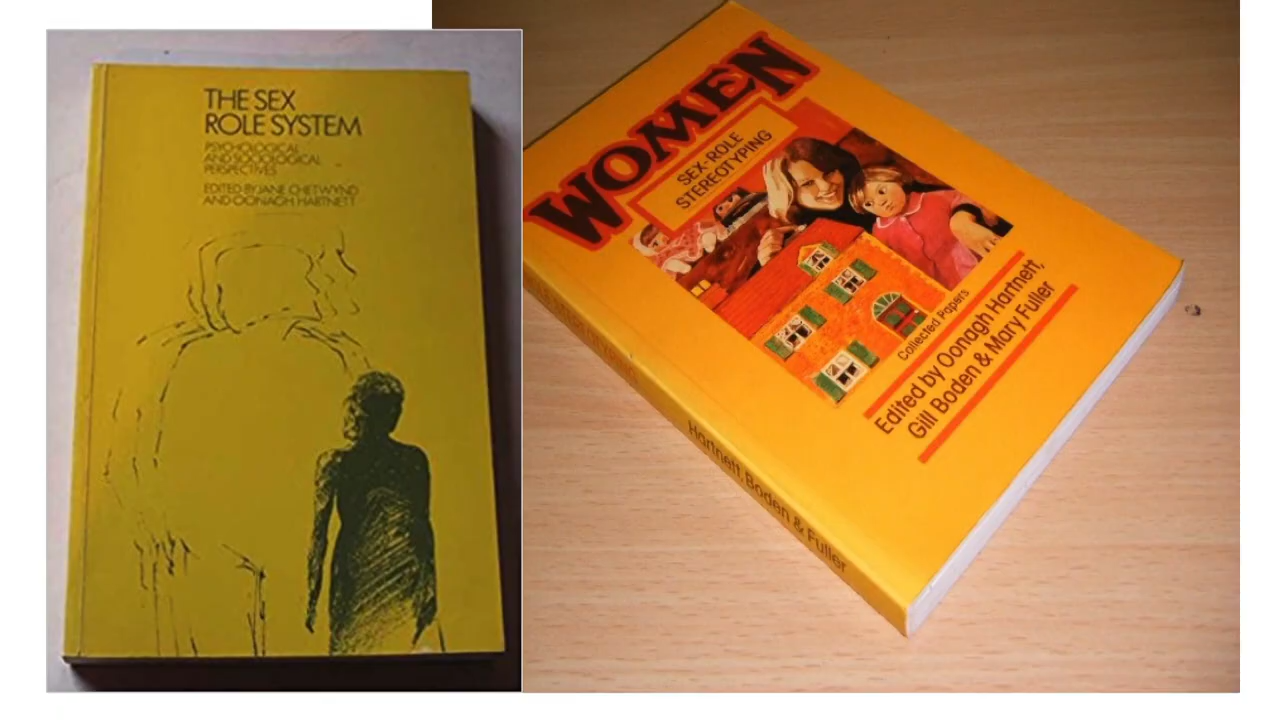 THE SEX
ROLE SYSTEM
PSYCHOLOGICAL
AND SOCIOLOGICAL
PERSPECTIVES
EDITED BY JANE CHETWYND
AND OONAGH HARTNETT
WOMEN
SEX-ROLE
STEREOTYPING
Collected Papers
Edited by Oonagh Hartnett,
Gill Boden & Mary Fuller
Hartnett, Boden & Fuller